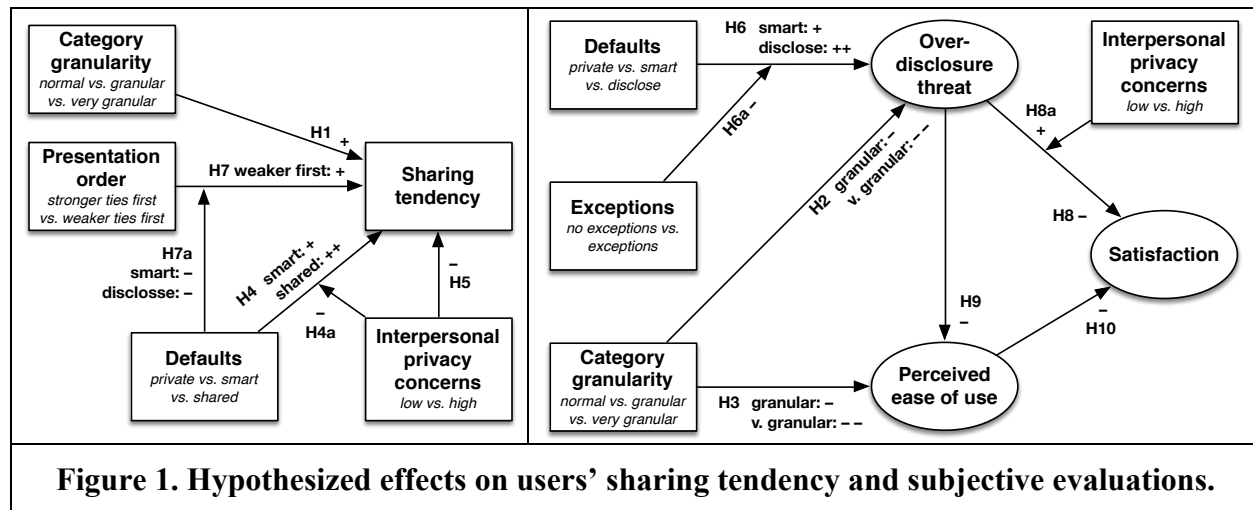 Category
granularity
normal vs. granular
vs. very granular
H1
+
Presentation
order
stronger ties first
vs. weaker ties first
H7 weaker first: +
Sharing
tendency
H7a
smart: –
disclosse: –
H4 smart: +
shared: ++
–
H4a
–
H5
Defaults
private vs. smart
vs. shared
Interpersonal
privacy
concerns
low vs. high
Defaults
private vs. smart
vs. disclose
H6 smart: +
disclose: ++
Over-
disclosure
threat
Interpersonal
privacy
concerns
low vs. high
H6a –
H8a
+
Exceptions
no exceptions vs.
exceptions
H2 granular: –
v. granular: – –
H8 –
Satisfaction
H9
–
–
H10
Category
granularity
normal vs. granular
vs. very granular
H3 granular: –
v. granular: – –
Perceived
ease of use
Figure 1. Hypothesized effects on users’ sharing tendency and subjective evaluations.